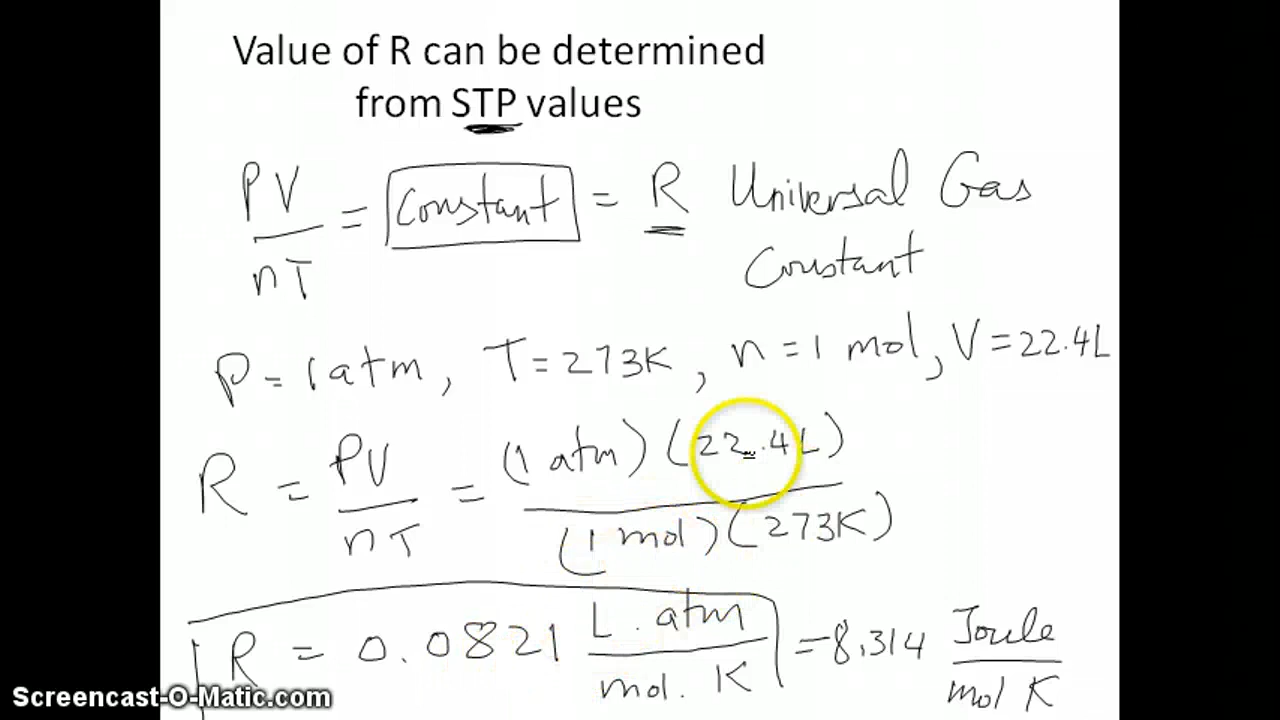 Value of R can be determined
from STP values
PV/nT = Constant = R Universal Gas
Constant
P = 1 atm, T = 273K, n = 1 mol, V = 22.4L
R = PV/nT = (1 atm)(22.4L)/(1 mol)(273K)
R = 0.0821 L.atm/mol.K = 8.314 Joule/mol K
Screencast-O-Matic.com